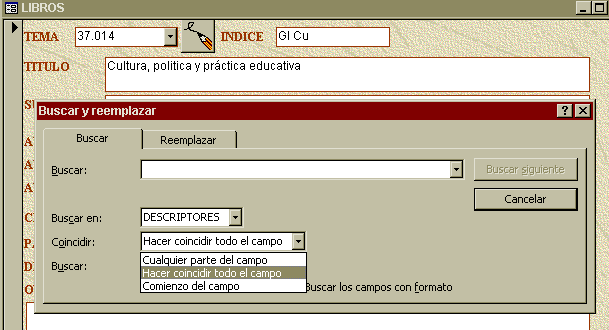 LIBROS
TEMA 37.014 INDICE GI Cu
TITULO Cultura, política y práctica educativa
Buscar y reemplazar
Buscar Reemplazar
Buscar: Buscar siguiente
Cancelar
Buscar en: DESCRIPTORES
Coincidir: Hacer coincidir todo el campo
Cualquier parte del campo
Buscar: Hacer coincidir todo el campo
Comienzo del campo
Buscar los campos con formato